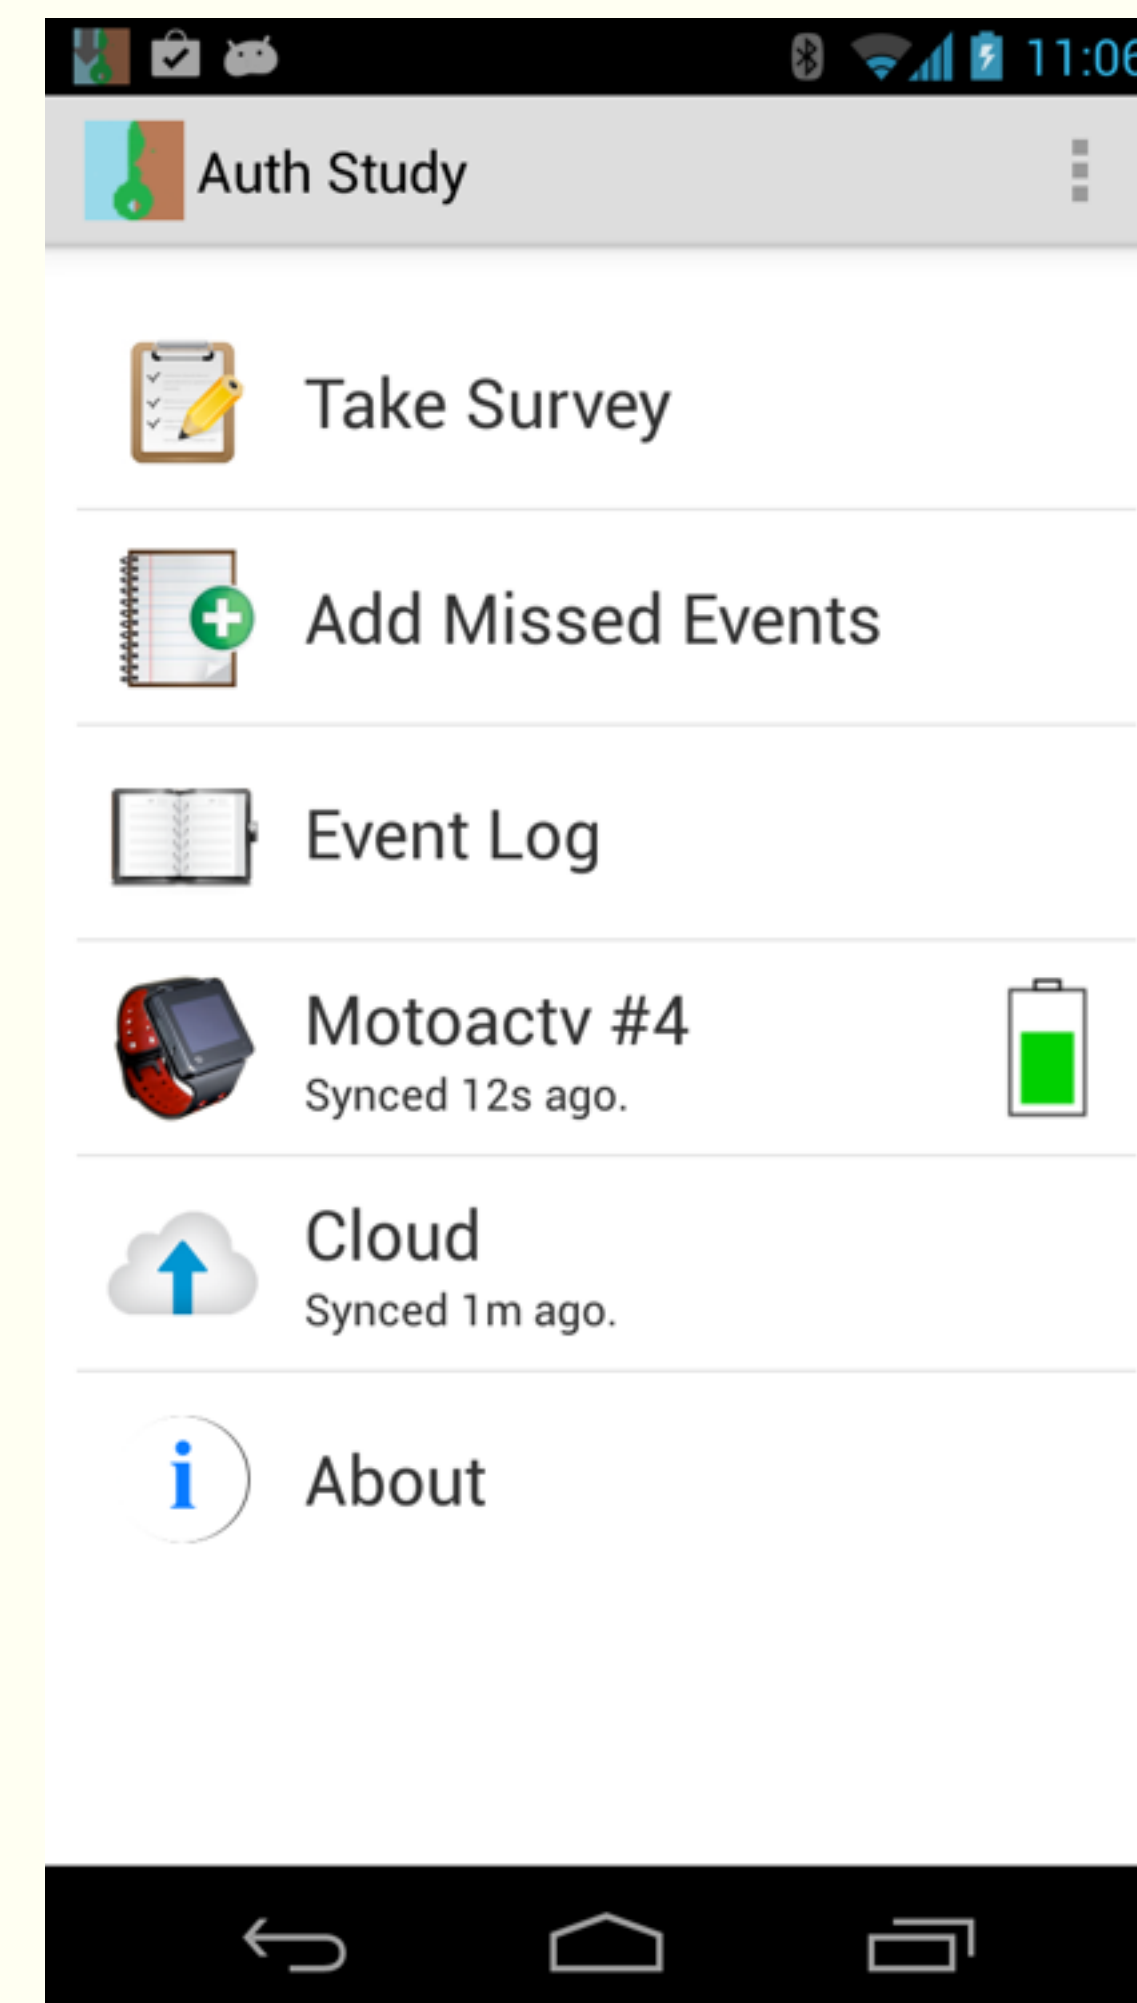 11:06
Auth Study
Take Survey
Add Missed Events
Event Log
Motoactv #4
Synced 12s ago.
Cloud
Synced 1m ago.
i
About